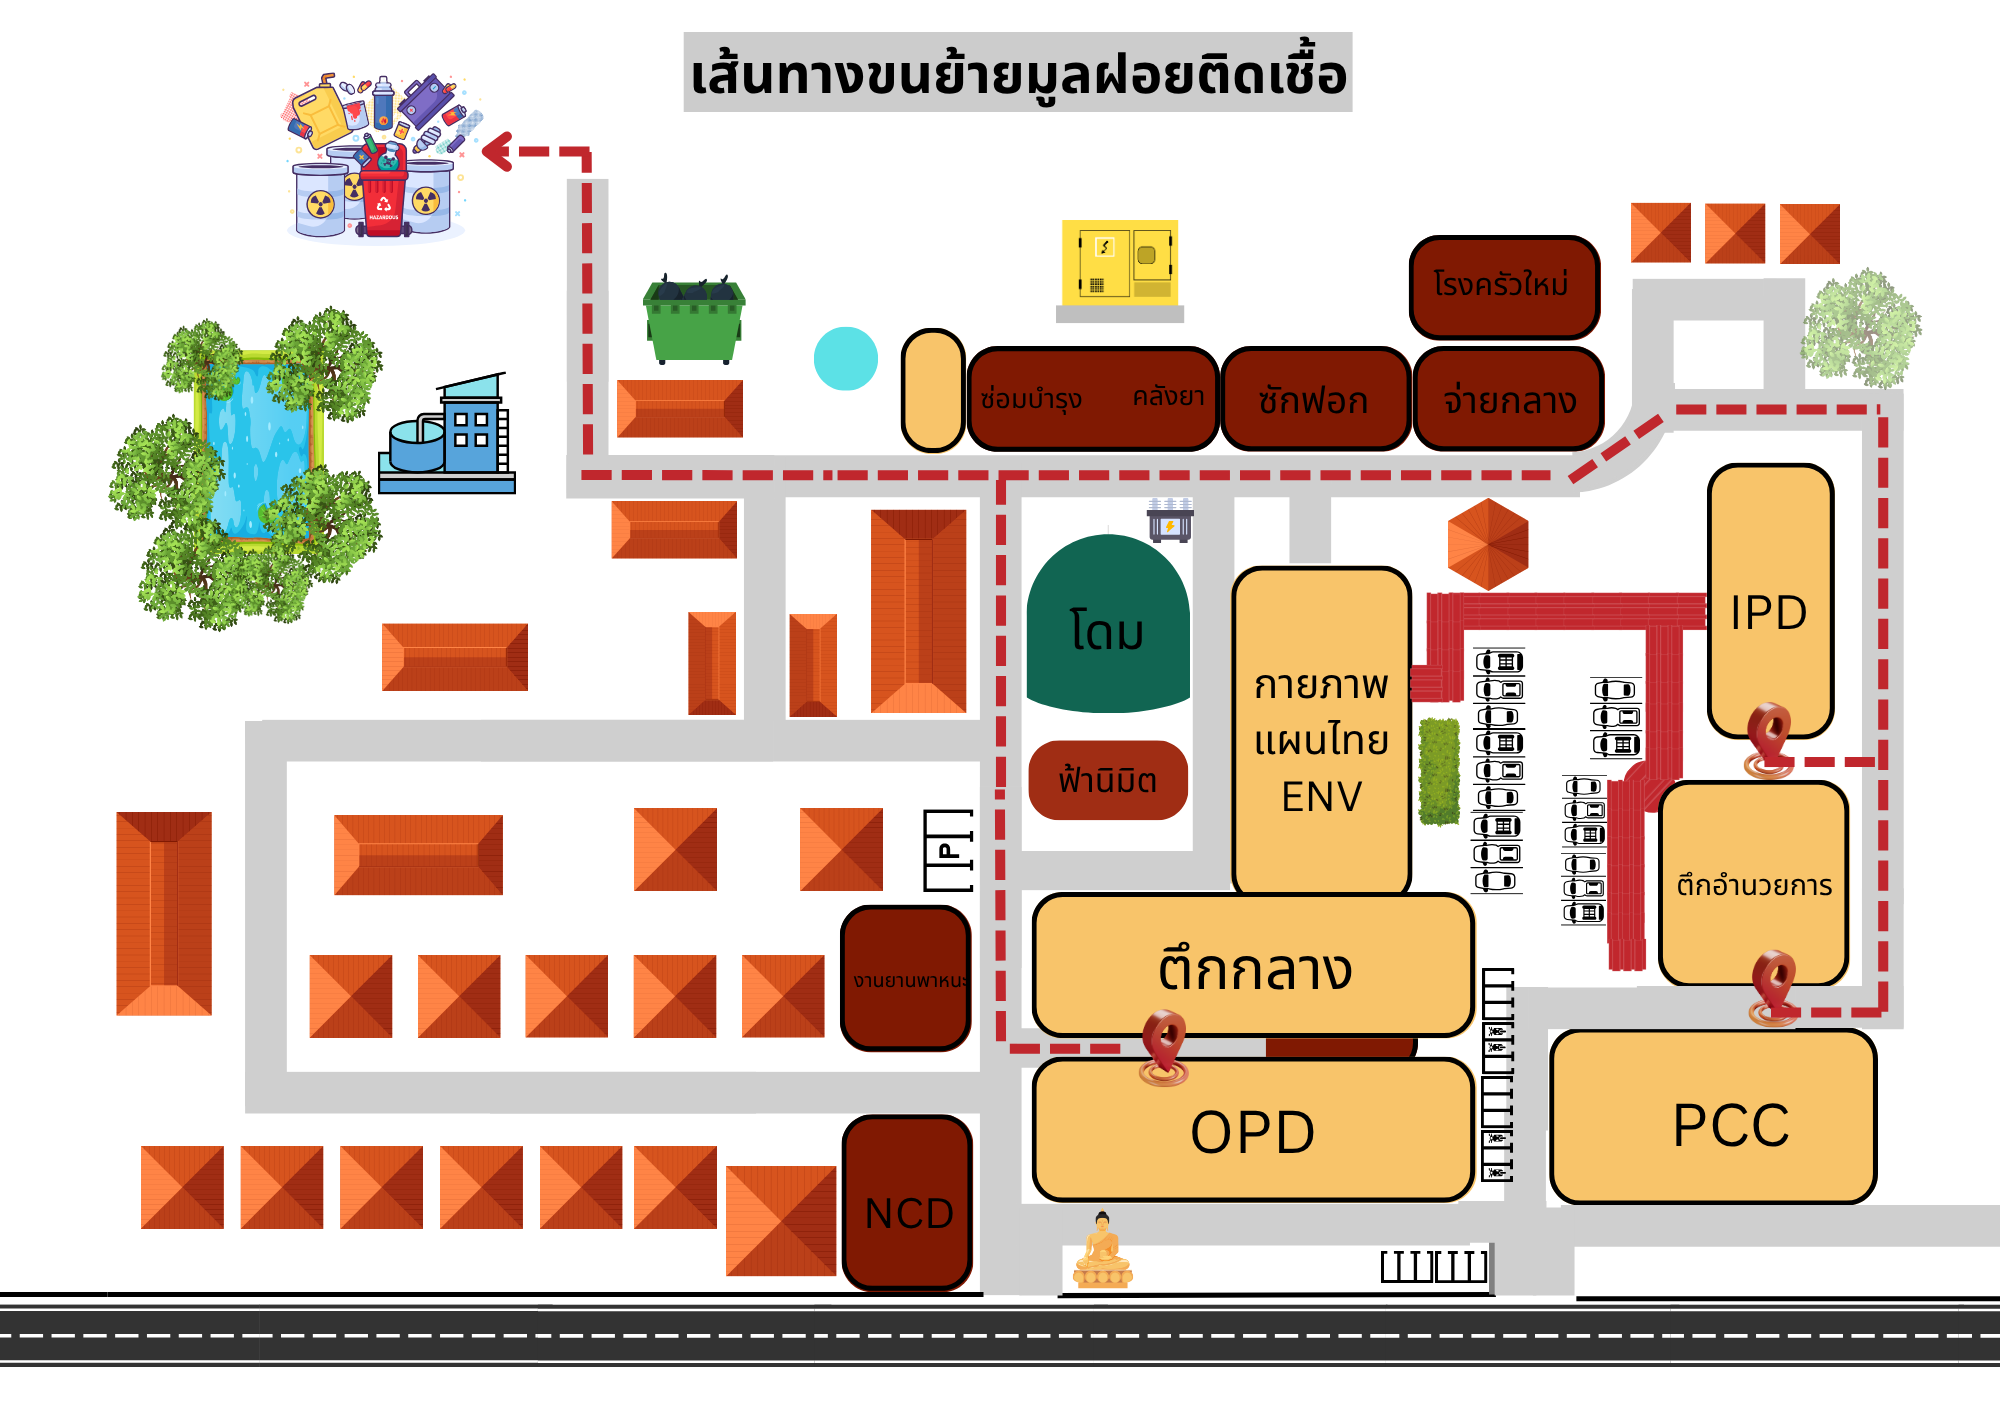 เส้นทางขนย้ายมูลฝอยติดเชื้อ
HAZARDOUS
โรงครัวใหม่
ซ่อมบำรุง
คลังยา
ซักฟอก
จ่ายกลาง
โดม
IPD
กายภาพ
แผนไทย
ENV
ฟ้านิมิต
P
ตึกอำนวยการ
งานยานพาหนะ
ตึกกลาง
OPD
PCC
NCD